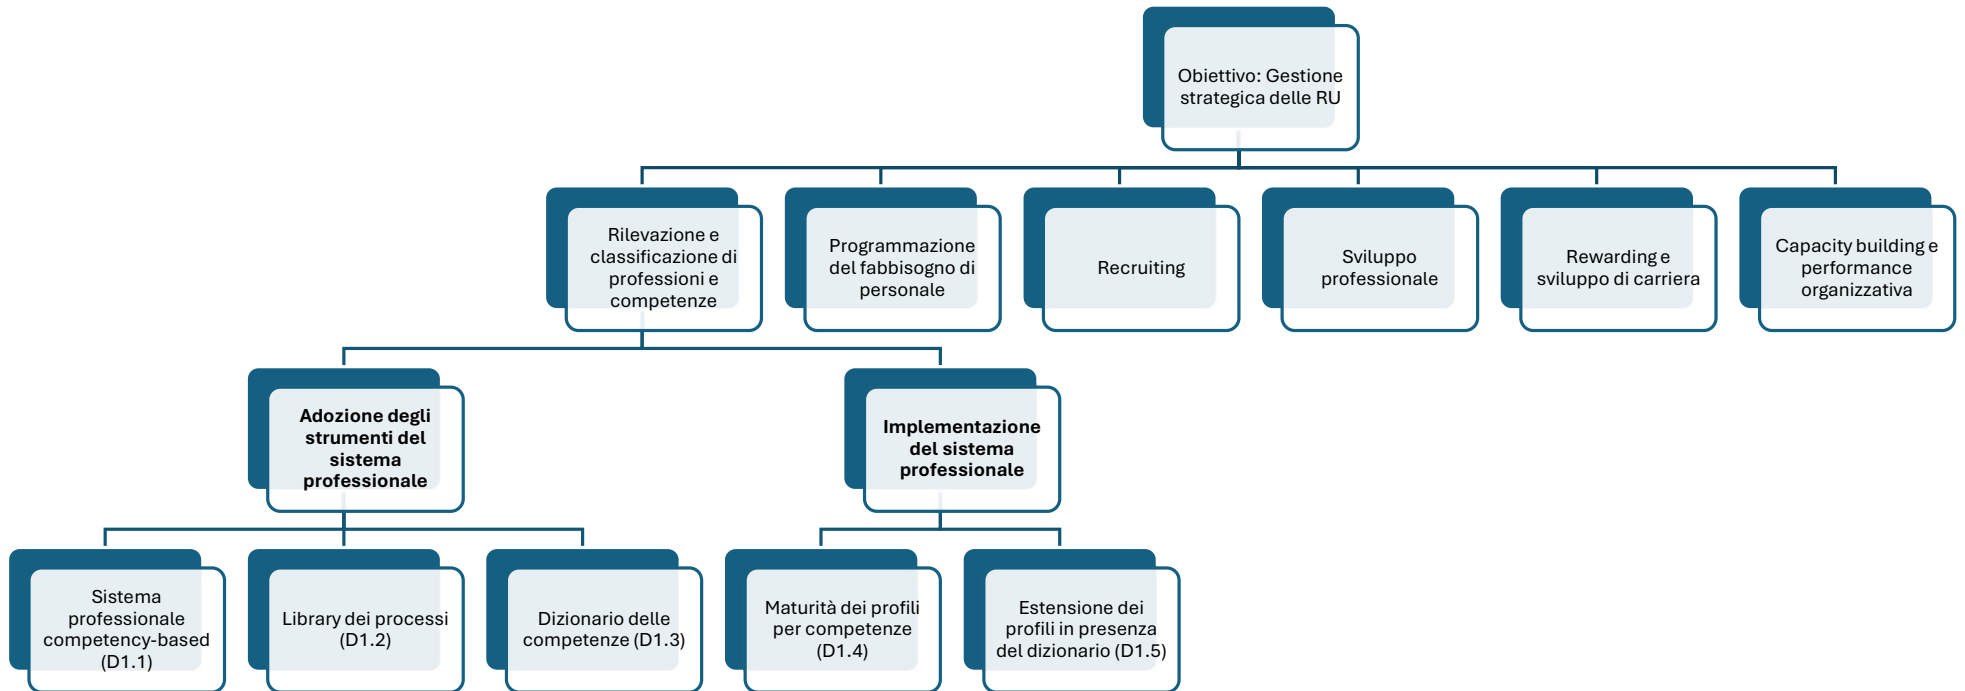 Obiettivo: Gestione
strategica delle RU
Rilevazione e
classificazione di
professioni e
competenze
Programmazione
del fabbisogno di
personale
Recruiting
Sviluppo
professionale
Rewarding e
sviluppo di carriera
Capacity building e
performance
organizzativa
Adozione degli
strumenti del
sistema
professionale
Implementazione
del sistema
professionale
Sistema
professionale
competency-based
(D1.1)
Library dei processi
(D1.2)
Dizionario delle
competenze (D1.3)
Maturità dei profili
per competenze
(D1.4)
Estensione dei
profili in presenza
del dizionario (D1.5)